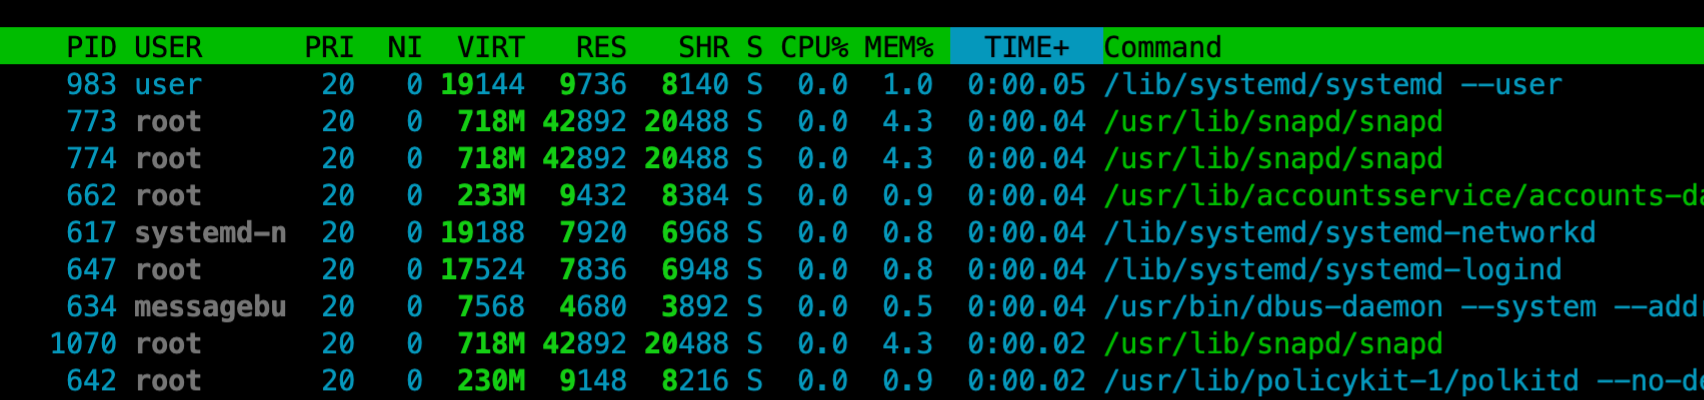 PID USER PRI NI VIRT RES SHR S CPU% MEM% TIME+ Command
983 user 20 0 19144 9736 8140 S 0.0 1.0 0:00.05 /lib/systemd/systemd --user
773 root 20 0 718M 42892 20488 S 0.0 4.3 0:00.04 /usr/lib/snapd/snapd
774 root 20 0 718M 42892 20488 S 0.0 4.3 0:00.04 /usr/lib/snapd/snapd
662 root 20 0 233M 9432 8384 S 0.0 0.9 0:00.04 /usr/lib/accountsservice/accounts-da
617 systemd-n 20 0 19188 7920 6968 S 0.0 0.8 0:00.04 /lib/systemd/systemd-networkd
647 root 20 0 17524 7836 6948 S 0.0 0.8 0:00.04 /lib/systemd/systemd-logind
634 messagebu 20 0 7568 4680 3892 S 0.0 0.5 0:00.04 /usr/bin/dbus-daemon --system --addr
1070 root 20 0 718M 42892 20488 S 0.0 4.3 0:00.02 /usr/lib/snapd/snapd
642 root 20 0 230M 9148 8216 S 0.0 0.9 0:00.02 /usr/lib/policykit-1/polkitd --no-de